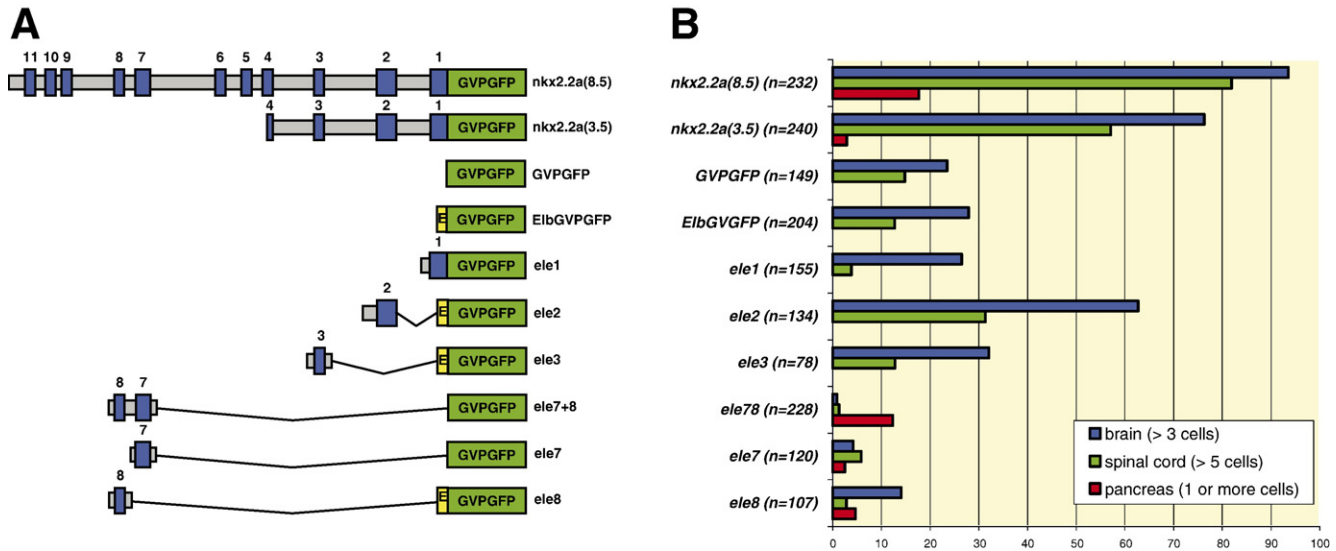 A
11 10 9 8 7 6 5 4 3 2 1
GVPGFP nkx2.2a(8.5)
4 3 2 1
GVPGFP nkx2.2a(3.5)
GVPGFP GVPGFP
E GVPGFP ElbGVPGFP
1
GVPGFP ele1
2
E GVPGFP ele2
3
E GVPGFP ele3
8 7
GVPGFP ele7+8
7
GVPGFP ele7
8
E GVPGFP ele8
B
nkx2.2a(8.5) (n=232)
nkx2.2a(3.5) (n=240)
GVPGFP (n=149)
ElbGVGFP (n=204)
ele1 (n=155)
ele2 (n=134)
ele3 (n=78)
ele78 (n=228)
ele7 (n=120)
ele8 (n=107)
brain (> 3 cells)
spinal cord (> 5 cells)
pancreas (1 or more cells)
0 10 20 30 40 50 60 70 80 90 100